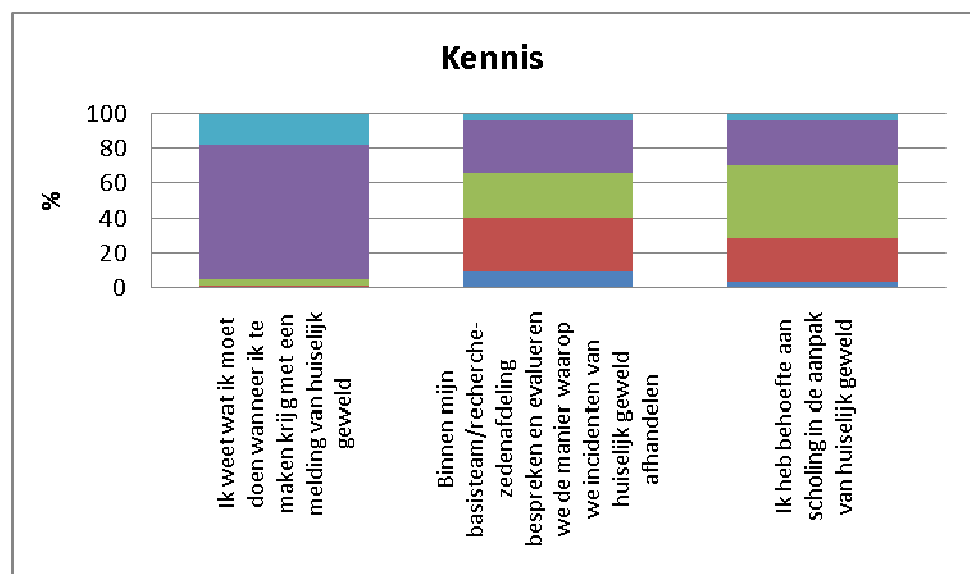 Kennis
100
80
60
40
20
0
%
Ik weet wat ik moet
doen wanneer ik te
maken krijg met een
melding van huiselijk
geweld
Binnen mijn
basisteam/recherche-
zedenafdeling
bespreken en evalueren
we de manier waarop
we incidenten van
huiselijk geweld
afhandelen
Ik heb behoefte aan
scholing in de aanpak
van huiselijk geweld